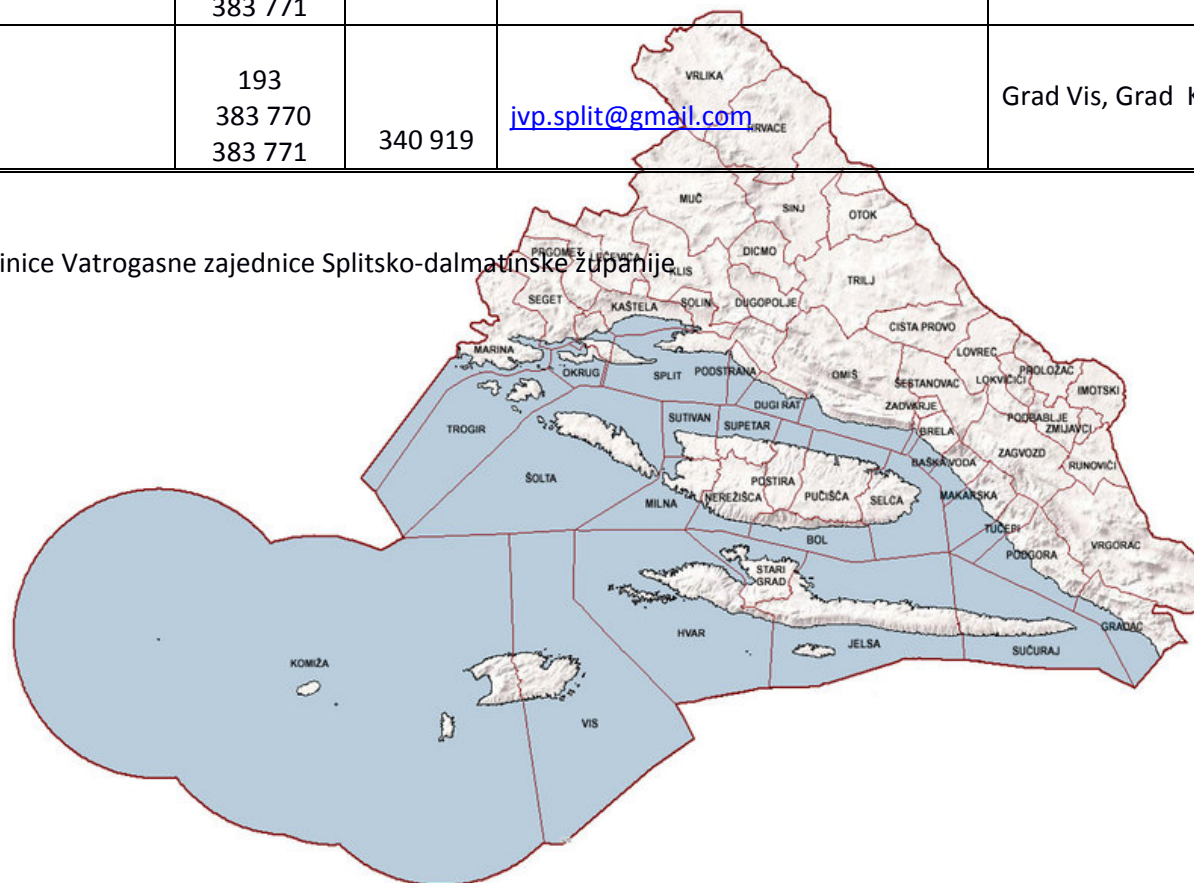 383 771
193
383 770
383 771
340 919
jvp.split@gmail.com
Grad Vis, Grad K
inice Vatrogasne zajednice Splitsko-dalmatinske županije
VRLIKA
HRVACE
MUČ
SINJ
OTOK
PRGOMET
LEĆEVICA
KLIS
DICMO
TRILJ
SEGET
KAŠTELA
SOLIN
DUGOPOLJE
CISTA PROVO
MARINA
OKRUG
SPLIT
PODSTRANA
OMIŠ
ŠESTANOVAC
LOVREĆ
LOKVIČIĆI
PROLOŽAC
IMOTSKI
TROGIR
SUTIVAN
SUPETAR
DUGI RAT
ZADVARJE
BRELA
PODBABLJE
ZMIJAVCI
ZAGVOZD
RUNOVIĆI
ŠOLTA
MILNA
NEREŽIŠĆA
POSTIRA
PUČIŠĆA
SELCA
BAŠKA VODA
MAKARSKA
TUČEPI
PODGORA
VRGORAC
BOL
STARI
GRAD
HVAR
JELSA
SUĆURAJ
GRADAC
KOMIŽA
VIS